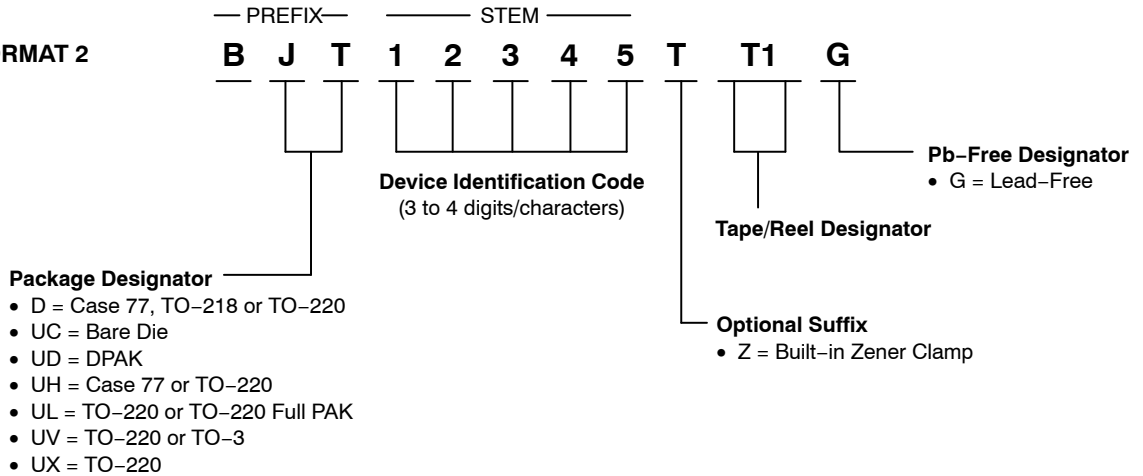 PREFIX STEM
RMAT 2 B J T 1 2 3 4 5 T T1 G
Pb−Free Designator
• G = Lead−Free
Device Identification Code
(3 to 4 digits/characters)
Tape/Reel Designator
Package Designator
• D = Case 77, TO−218 or TO−220
• UC = Bare Die
• UD = DPAK
• UH = Case 77 or TO−220
• UL = TO−220 or TO−220 Full PAK
• UV = TO−220 or TO−3
• UX = TO−220
Optional Suffix
• Z = Built−in Zener Clamp